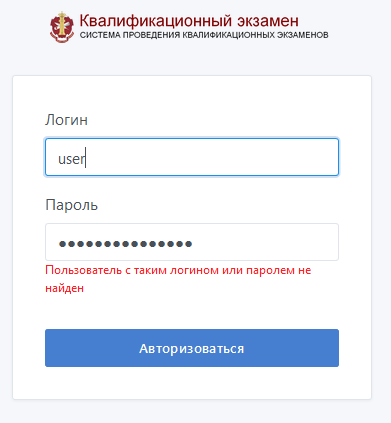 Квалификационный экзамен
СИСТЕМА ПРОВЕДЕНИЯ КВАЛИФИКАЦИОННЫХ ЭКЗАМЕНОВ
Логин
user
Пароль
•••••••••••••••
Пользователь с таким логином или паролем не
найден
Авторизоваться